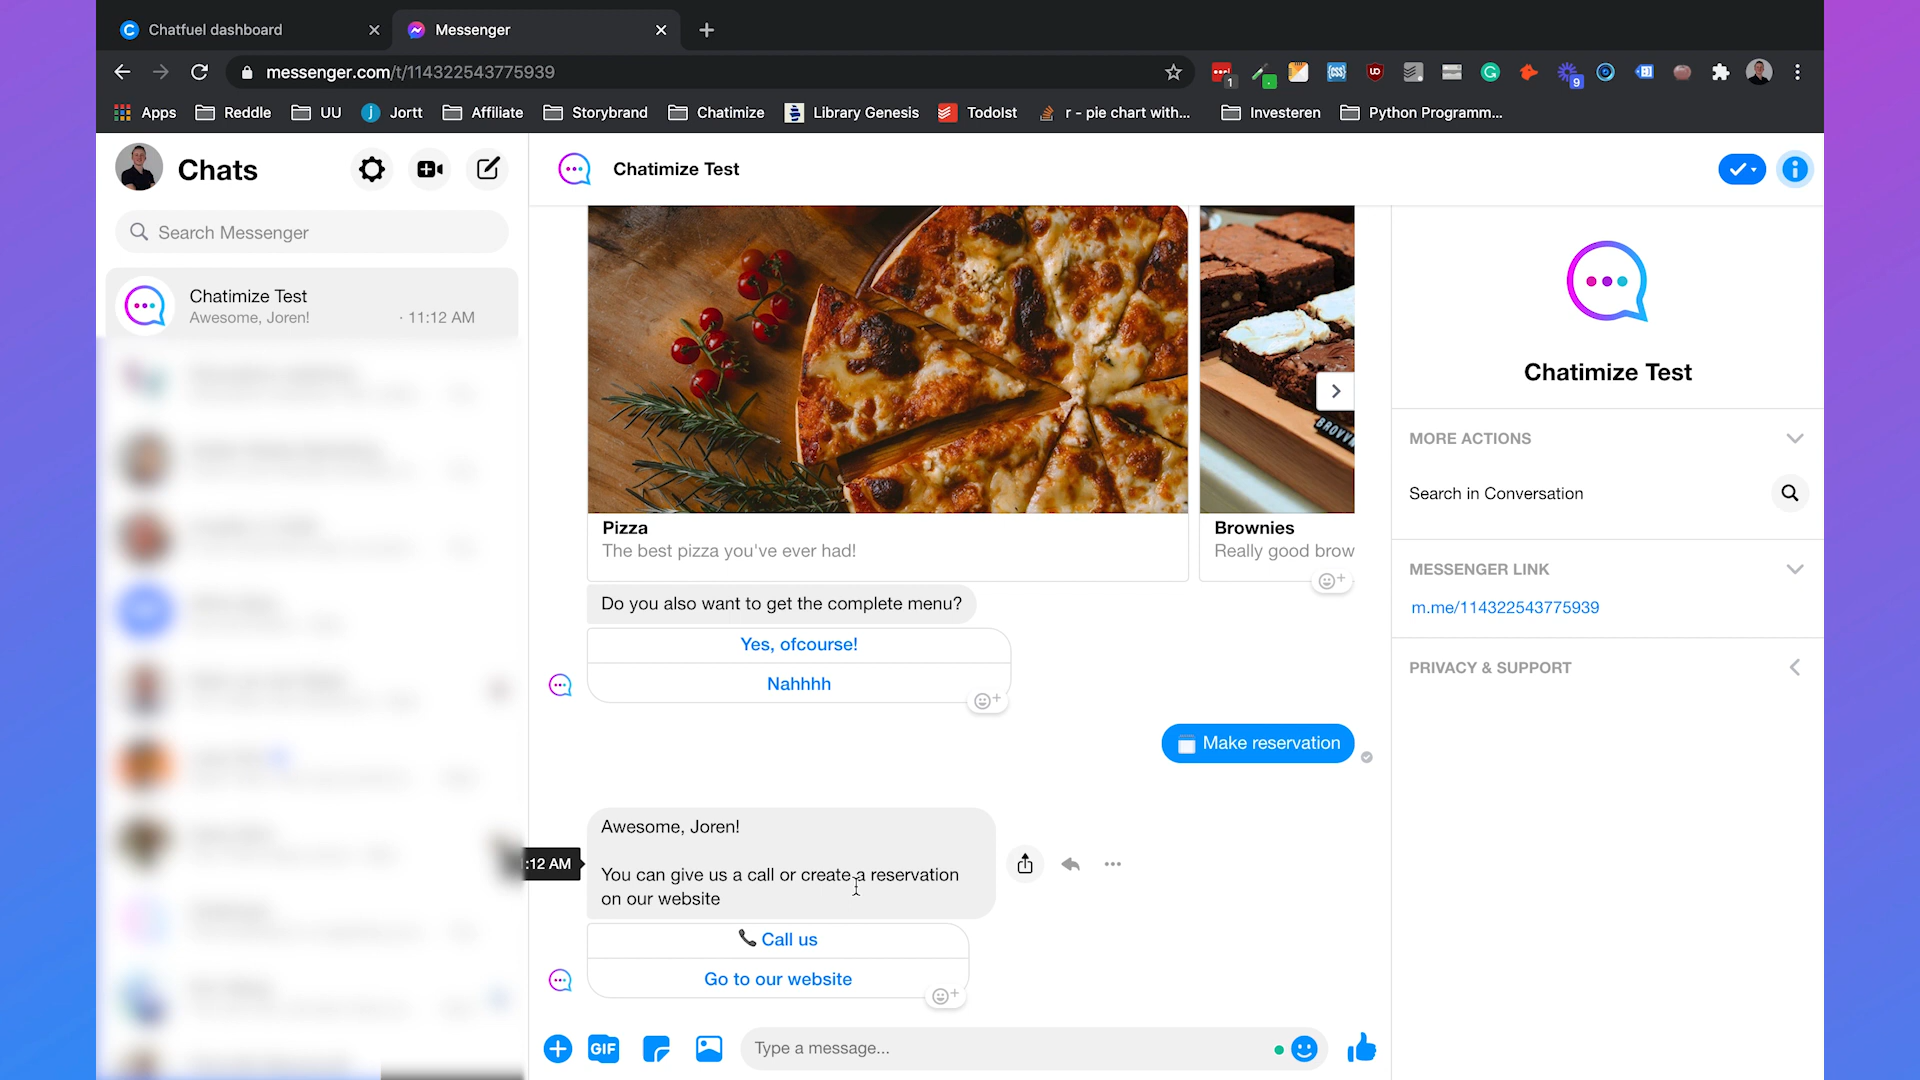 Chatfuel dashboard
Messenger
messenger.com/t/114322543775939
1
9
Apps
Reddle
UU
Jortt
Affiliate
Storybrand
Chatimize
Library Genesis
TodoIst
r - pie chart with...
Investeren
Python Programm...
Chats
Search Messenger
Chatimize Test
Awesome, Joren!
· 11:12 AM
Chatimize Test
Pizza
The best pizza you've ever had!
Brownies
Really good brow
Do you also want to get the complete menu?
Yes, ofcourse!
Nahhhh
Make reservation
:12 AM
Awesome, Joren!
You can give us a call or create a reservation
on our website
Call us
Go to our website
GIF
Type a message...
Chatimize Test
MORE ACTIONS
Search in Conversation
MESSENGER LINK
m.me/114322543775939
PRIVACY & SUPPORT